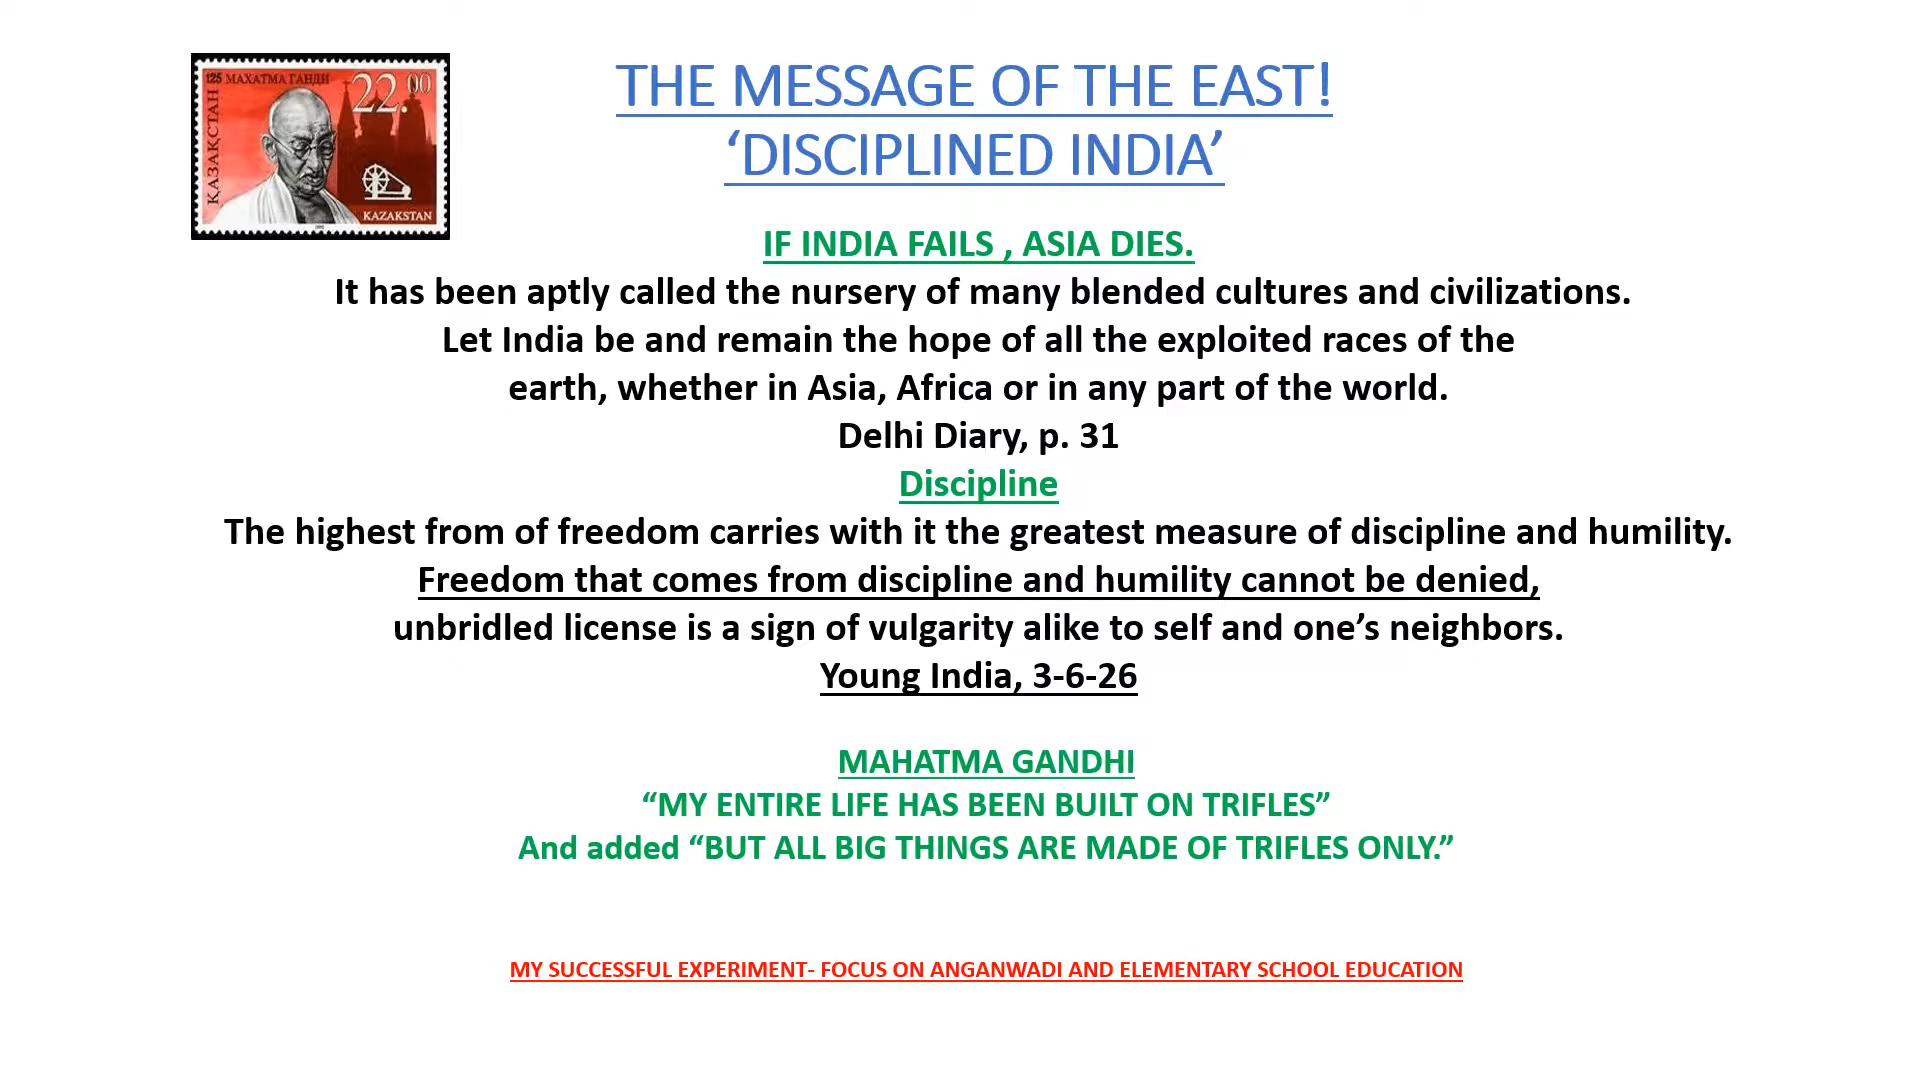 125 МАХАТМА ГАНДИ
22.00
ҚАЗАҚСТАН
KAZAKSTAN
THE MESSAGE OF THE EAST!
‘DISCIPLINED INDIA’
IF INDIA FAILS , ASIA DIES.
It has been aptly called the nursery of many blended cultures and civilizations.
Let India be and remain the hope of all the exploited races of the
earth, whether in Asia, Africa or in any part of the world.
Delhi Diary, p. 31
Discipline
The highest from of freedom carries with it the greatest measure of discipline and humility.
Freedom that comes from discipline and humility cannot be denied,
unbridled license is a sign of vulgarity alike to self and one’s neighbors.
Young India, 3-6-26
MAHATMA GANDHI
“MY ENTIRE LIFE HAS BEEN BUILT ON TRIFLES”
And added “BUT ALL BIG THINGS ARE MADE OF TRIFLES ONLY.”
MY SUCCESSFUL EXPERIMENT- FOCUS ON ANGANWADI AND ELEMENTARY SCHOOL EDUCATION